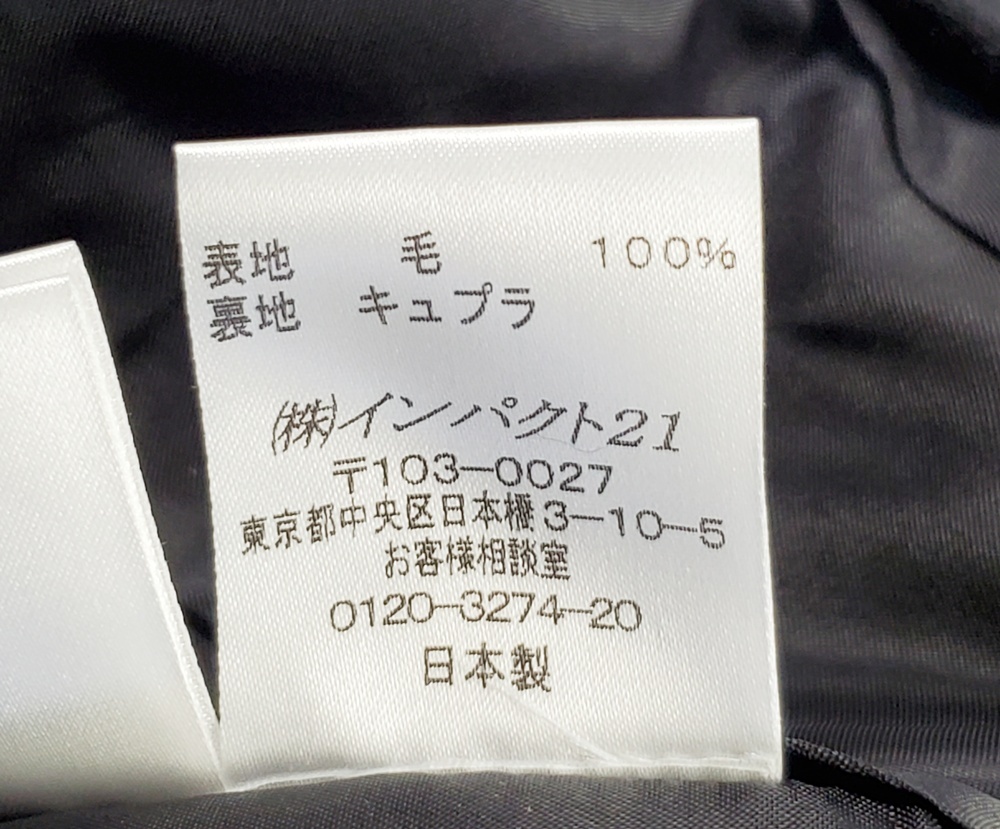 表地 毛 100%
裏地 キュプラ
(株)インパクト21
〒103-0027
東京都中央区日本橋3-10-5
お客様相談室
0120-3274-20
日本製